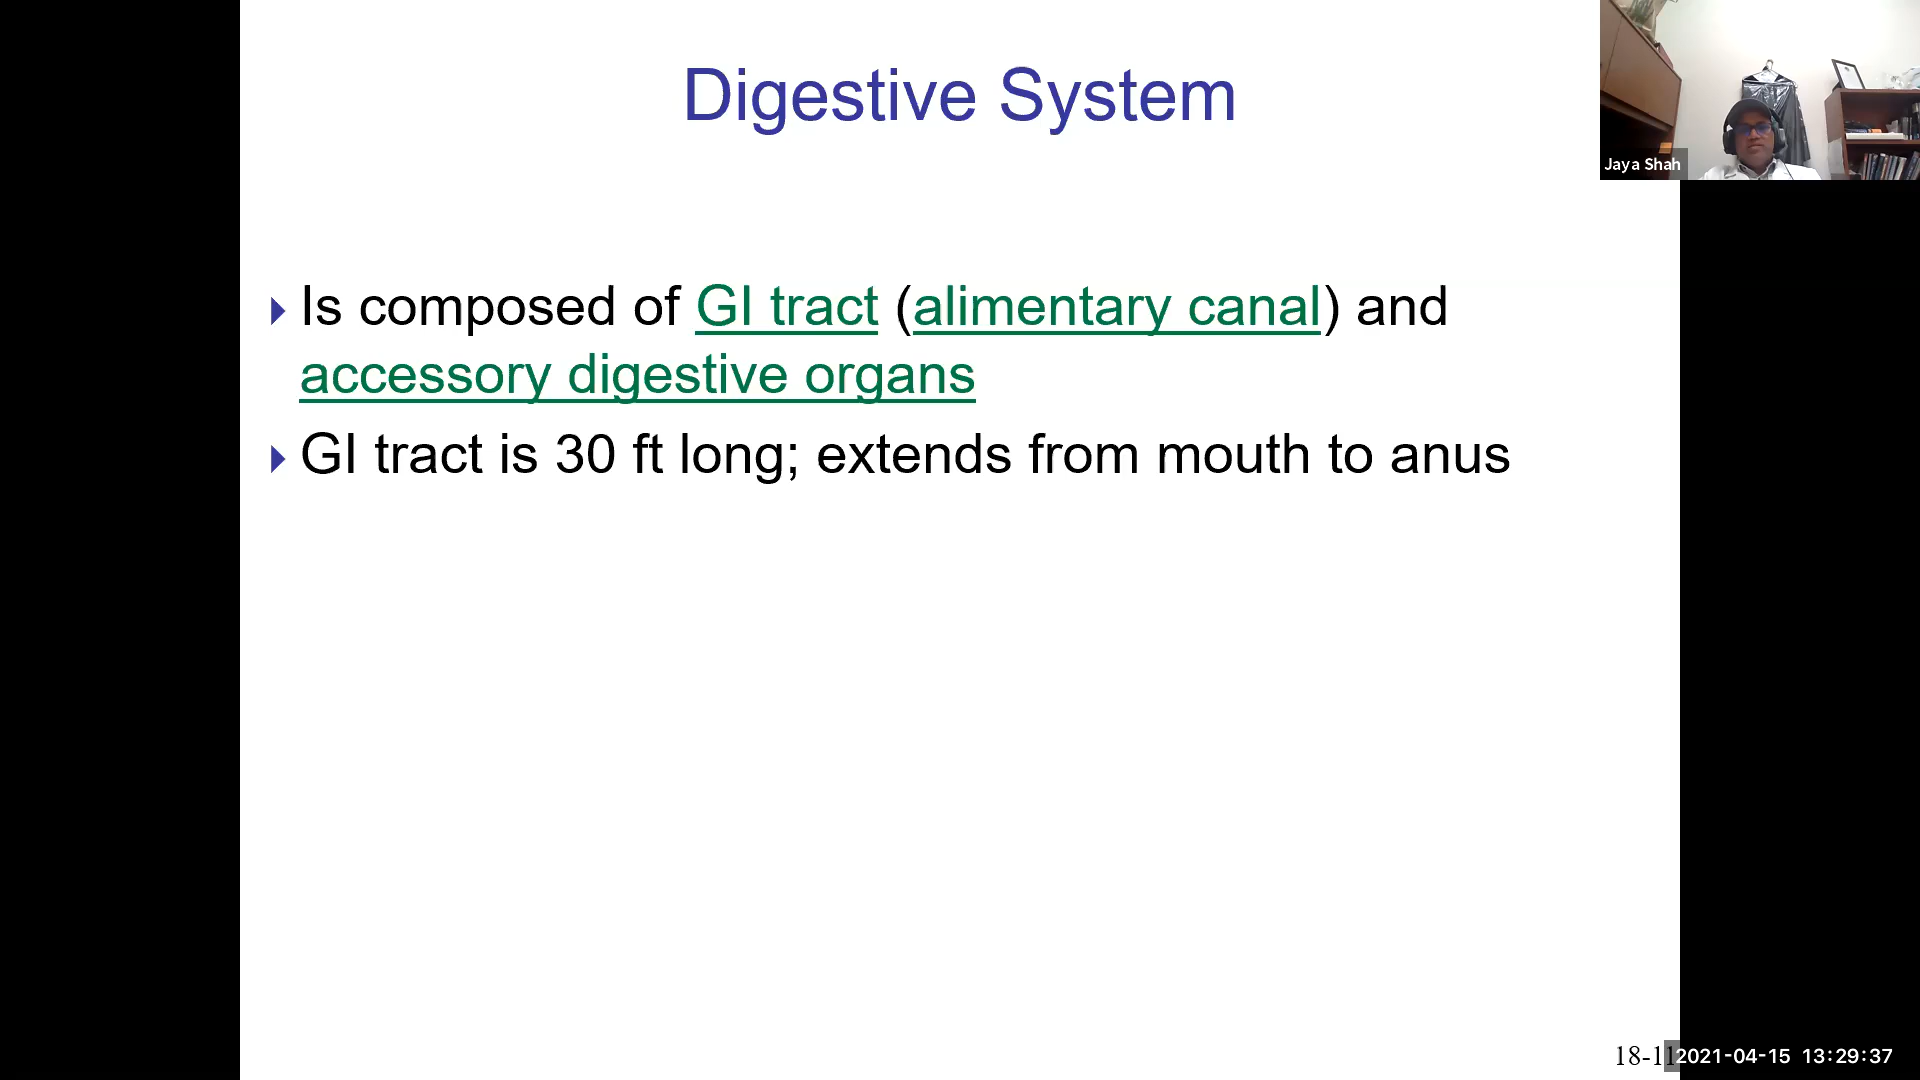 Digestive System
Jaya Shah
Is composed of GI tract (alimentary canal) and
accessory digestive organs
GI tract is 30 ft long; extends from mouth to anus
18-11
2021-04-15 13:29:37